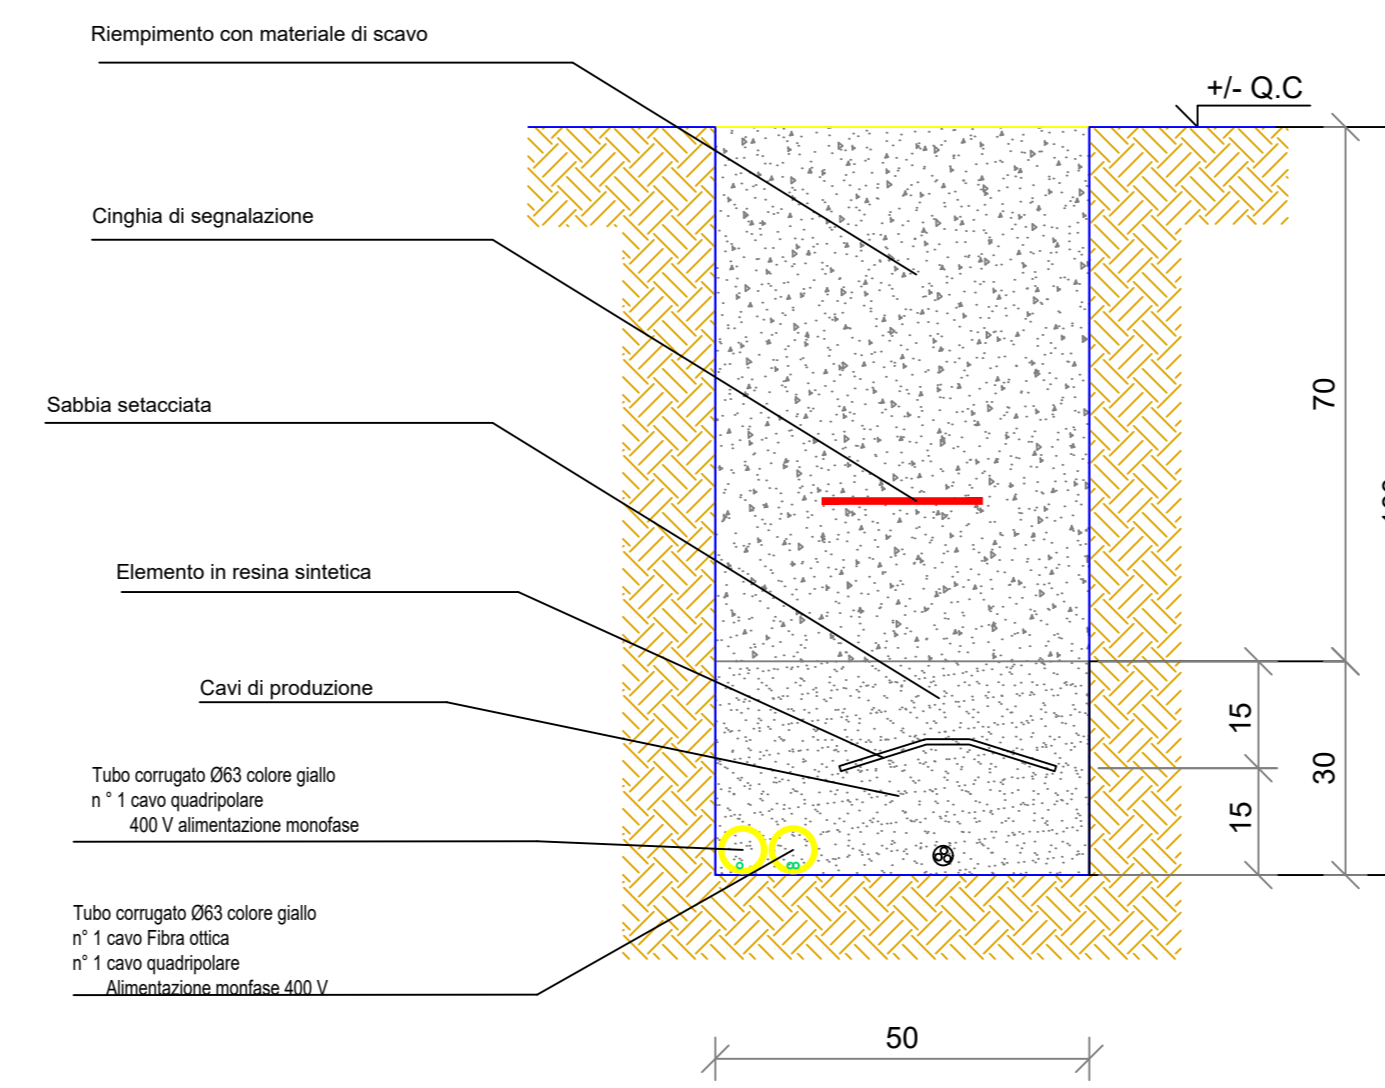 Riempimento con materiale di scavo
+/- Q.C
Cinghia di segnalazione
70
Sabbia setacciata
Elemento in resina sintetica
Cavi di produzione
15
30
15
Tubo corrugato Ø63 colore giallo
n ° 1 cavo quadripolare
400 V alimentazione monofase
Tubo corrugato Ø63 colore giallo
n° 1 cavo Fibra ottica
n° 1 cavo quadripolare
Alimentazione monfase 400 V
50